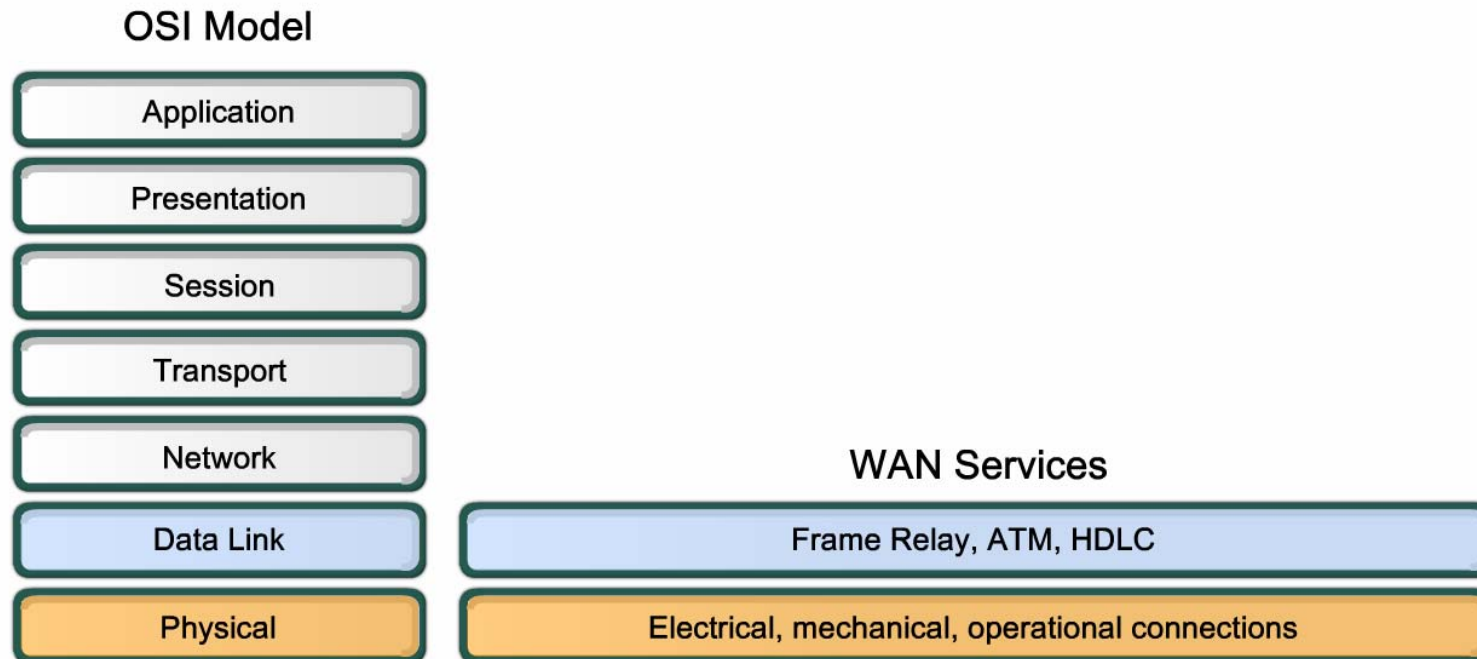 OSI Model
Application
Presentation
Session
Transport
Network
WAN Services
Data Link
Frame Relay, ATM, HDLC
Physical
Electrical, mechanical, operational connections